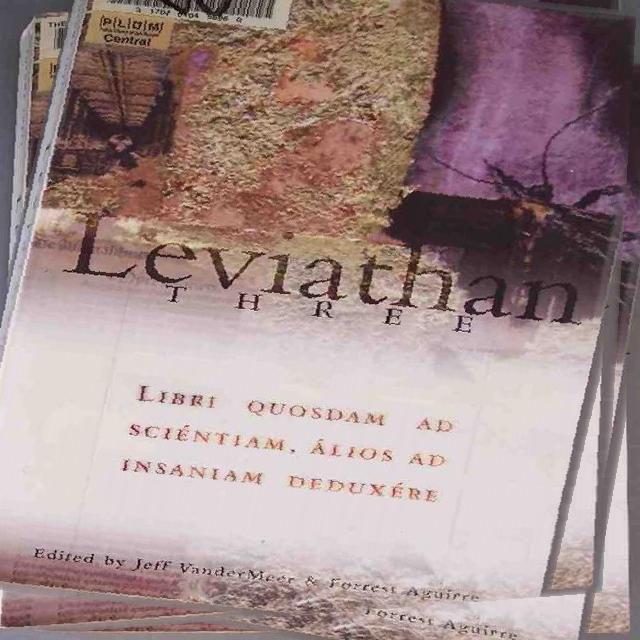 PLDM
Central
Leviathan
THREE
LIBRI QUOSDAM AD
SCIÉNTIAM, ÁLIOS AD
INSANIAM DEDUXÉRE
Edited by Jeff VanderMeer & Forrest Aguirre
Forrest Aguirre